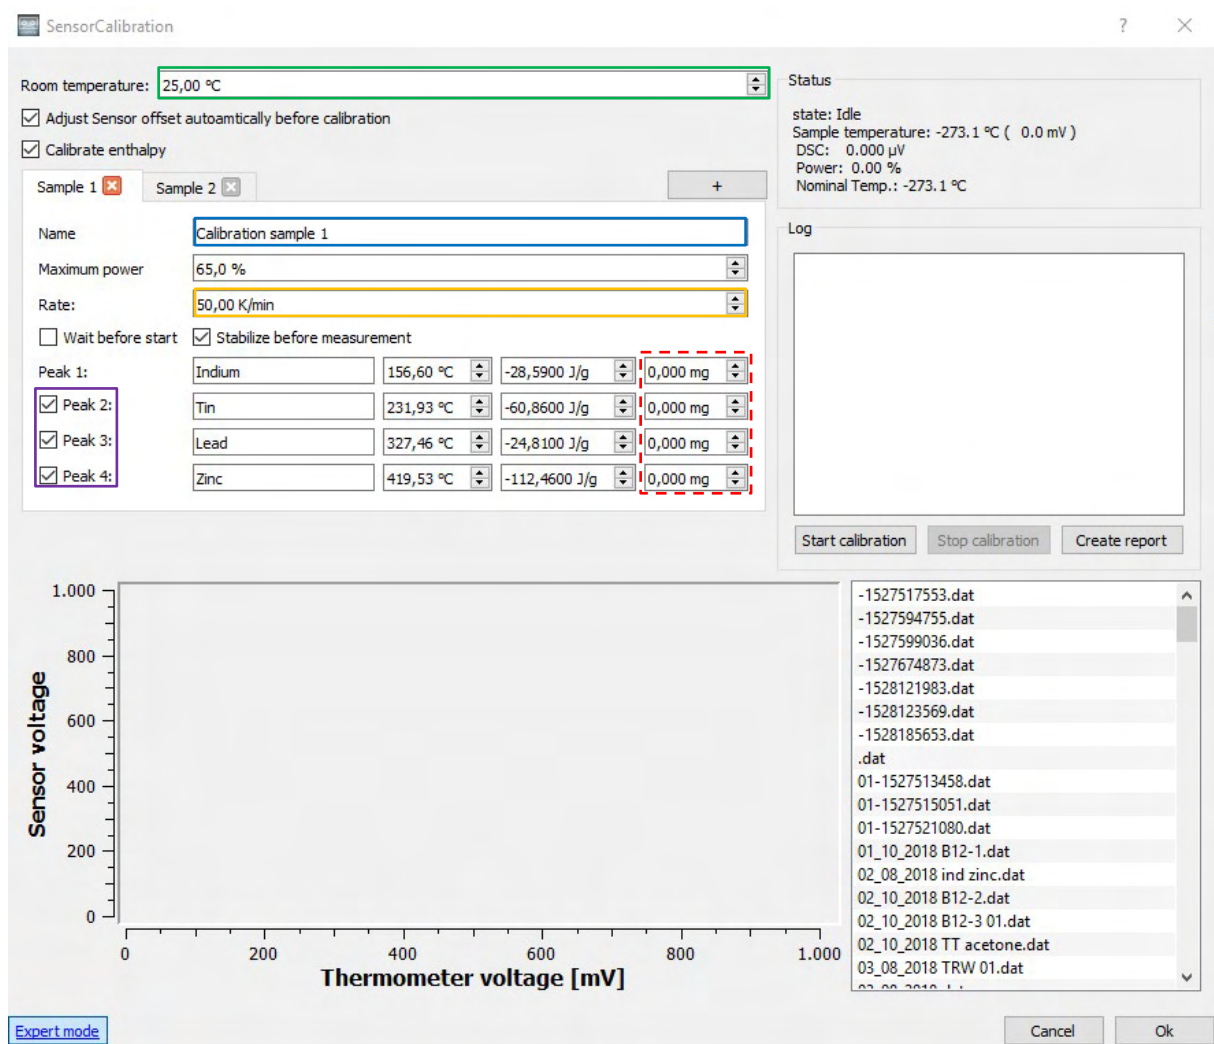 SensorCalibration
?
Room temperature: 25,00 ºC
Adjust Sensor offset autoamtically before calibration
Calibrate enthalpy
Sample 1
Sample 2
+
Name Calibration sample 1
Maximum power 65,0 %
Rate: 50,00 K/min
Wait before start Stabilize before measurement
Peak 1: Indium 156,60 ºC -28,5900 J/g 0,000 mg
Peak 2: Tin 231,93 ºC -60,8600 J/g 0,000 mg
Peak 3: Lead 327,46 ºC -24,8100 J/g 0,000 mg
Peak 4: Zinc 419,53 ºC -112,4600 J/g 0,000 mg
Status
state: Idle
Sample temperature: -273.1 ºC ( 0.0 mV )
DSC: 0.000 µV
Power: 0.00 %
Nominal Temp.: -273.1 ºC
Log
Start calibration Stop calibration Create report
1.000
800
600
400
200
0
Sensor voltage
0 200 400 600 800 1.000
Thermometer voltage [mV]
-1527517553.dat
-1527594755.dat
-1527599036.dat
-1527674873.dat
-1528121983.dat
-1528123569.dat
-1528185653.dat
.dat
01-1527513458.dat
01-1527515051.dat
01-1527521080.dat
01_10_2018 B12-1.dat
02_08_2018 ind zinc.dat
02_10_2018 B12-2.dat
02_10_2018 B12-3 01.dat
02_10_2018 TT acetone.dat
03_08_2018 TRW 01.dat
Expert mode
Cancel Ok